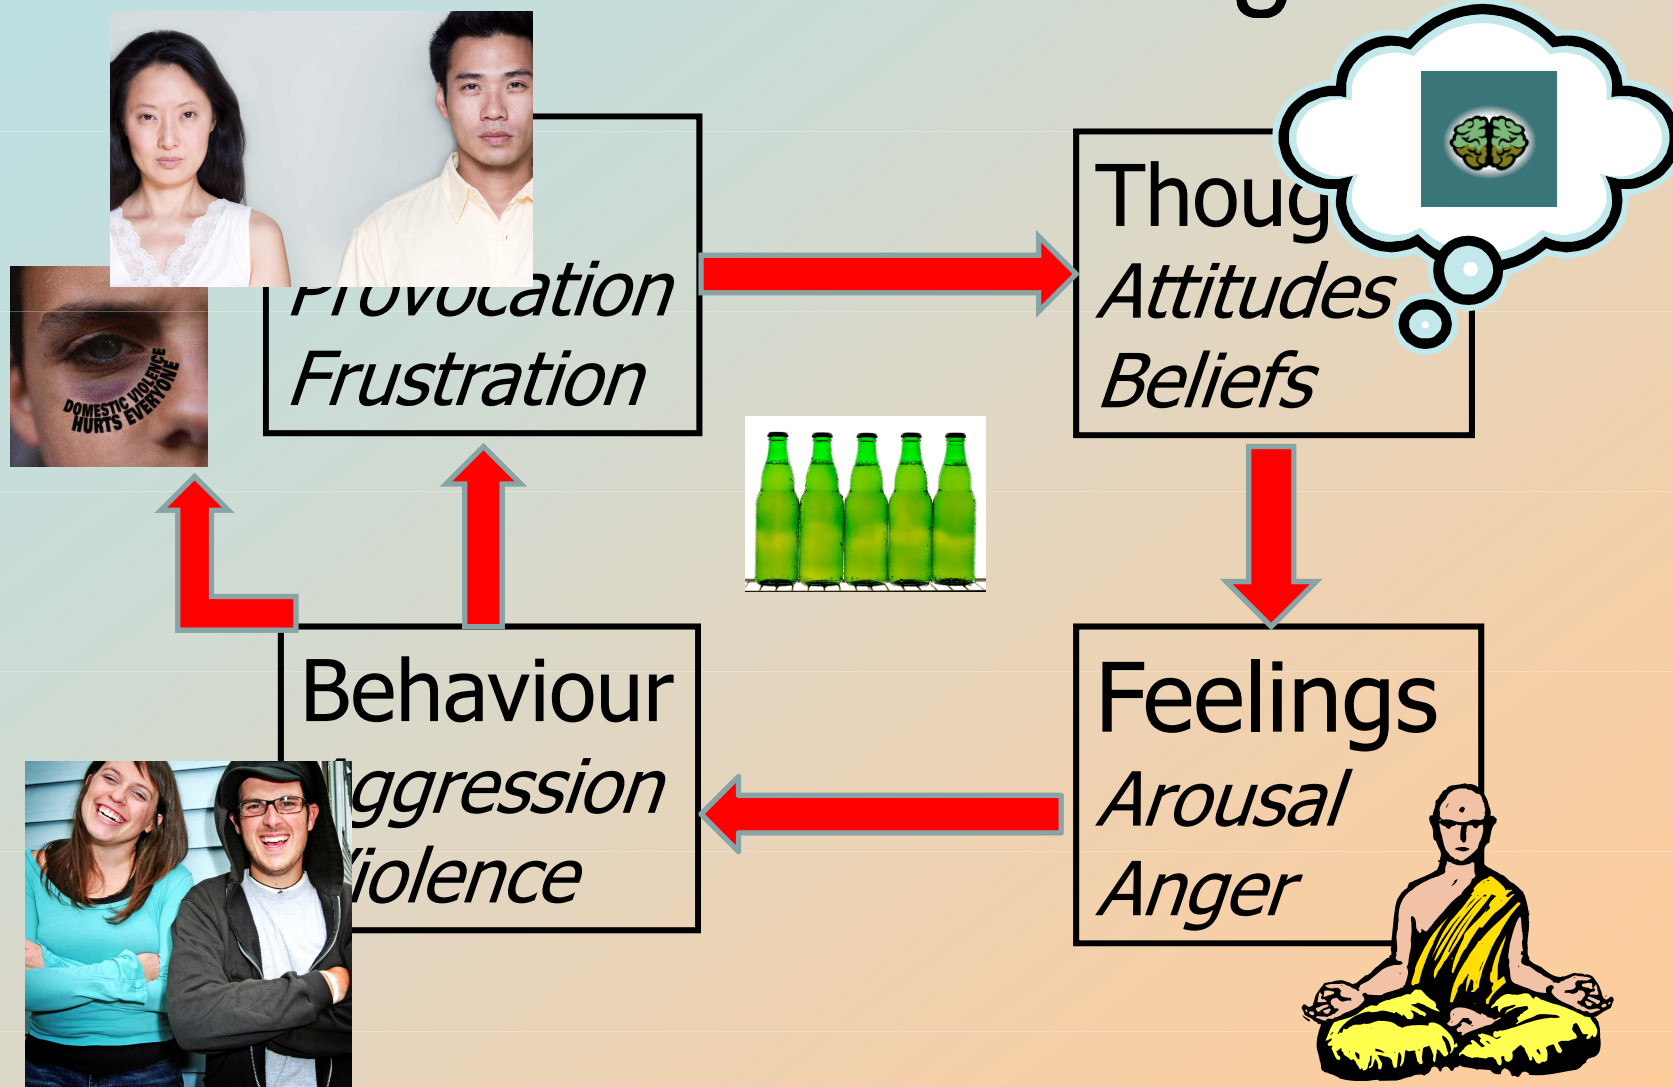 Provocation
Frustration
Thoug
Attitudes
Beliefs
DOMESTIC VIOLENCE
HURTS EVERYONE
Behaviour
ggression
iolence
Feelings
Arousal
Anger